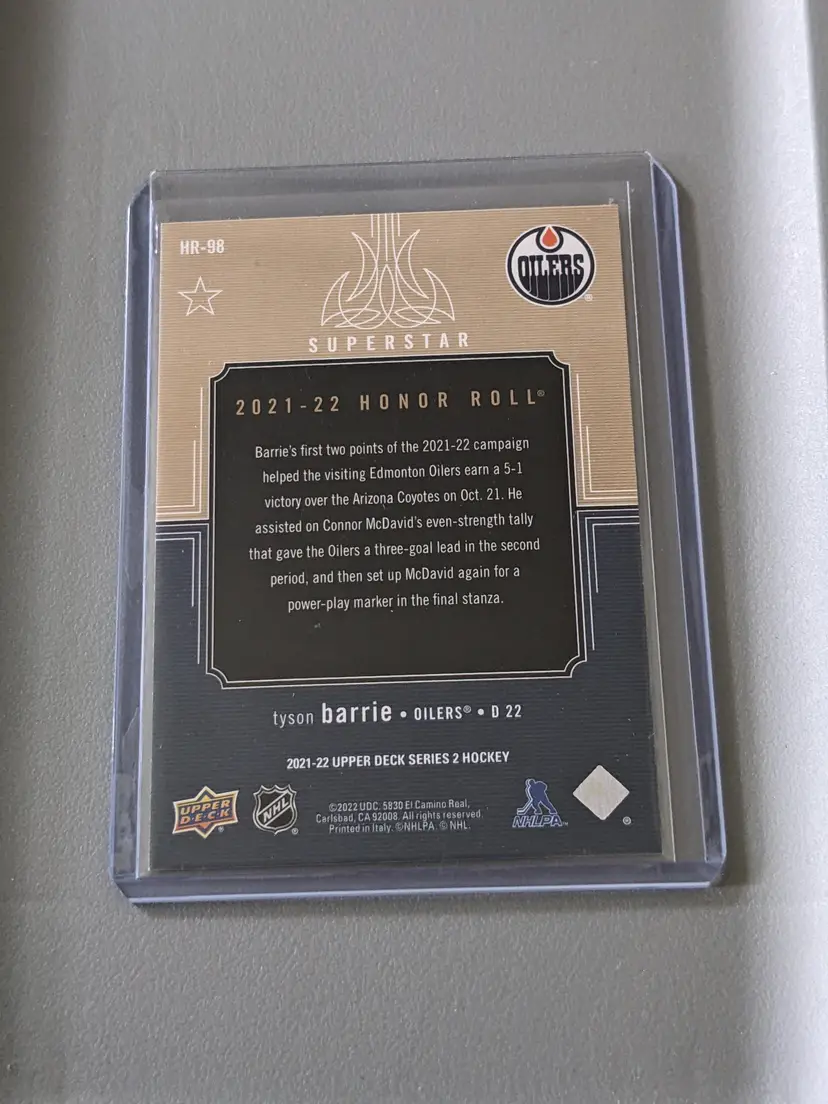 HR-98
OILERS
®
SUPERSTAR
2021-22 HONOR ROLL®
Barrie's first two points of the 2021-22 campaign
helped the visiting Edmonton Oilers earn a 5-1
victory over the Arizona Coyotes on Oct. 21. He
assisted on Connor McDavid's even-strength tally
that gave the Oilers a three-goal lead in the second
period, and then set up McDavid again for a
power-play marker in the final stanza.
tyson barrie • OILERS® • D 22
2021-22 UPPER DECK SERIES 2 HOCKEY
UPPER
D·E·C·K
®
NHL
®
©2022 UDC. 5830 El Camino Real,
Carlsbad, CA 92008. All rights reserved.
Printed in Italy. ©NHLPA. © NHL.
NHLPA™
®